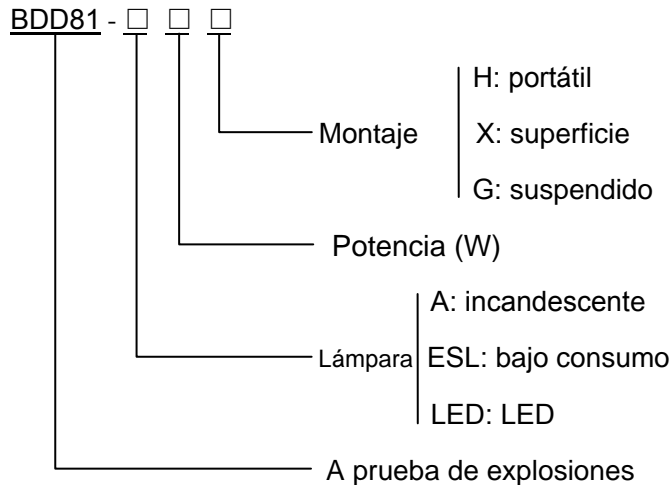 BDD81 - □ □ □
H: portátil
Montaje
X: superficie
G: suspendido
Potencia (W)
A: incandescente
Lámpara
ESL: bajo consumo
LED: LED
A prueba de explosiones